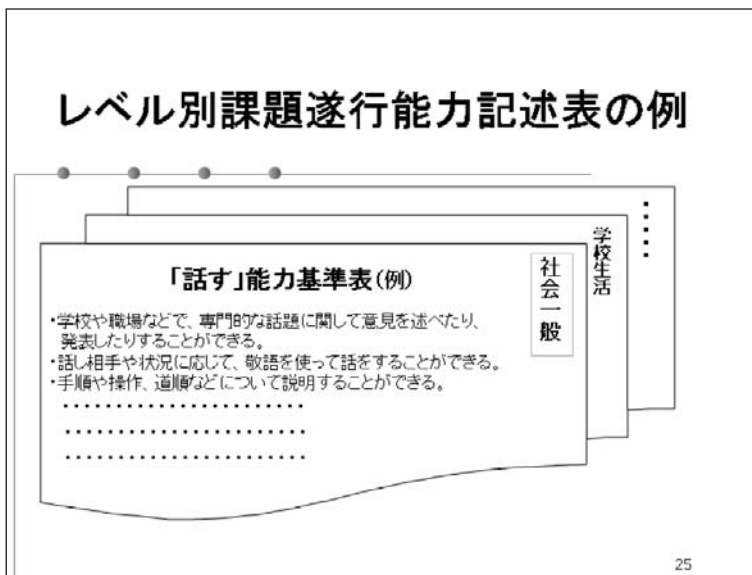 レベル別課題遂行能力記述表の例
「話す」能力基準表(例)
社会一般
学校生活
・・・・・
・学校や職場などで、専門的な話題に関して意見を述べたり、
発表したりすることができる。
・話し相手や状況に応じて、敬語を使って話をすることができる。
・手順や操作、道順などについて説明することができる。
・・・・・・・・・・・・・・・・・・・・・・・
・・・・・・・・・・・・・・・・・・・・・・・
・・・・・・・・・・・・・・・・・・・・・・・
25